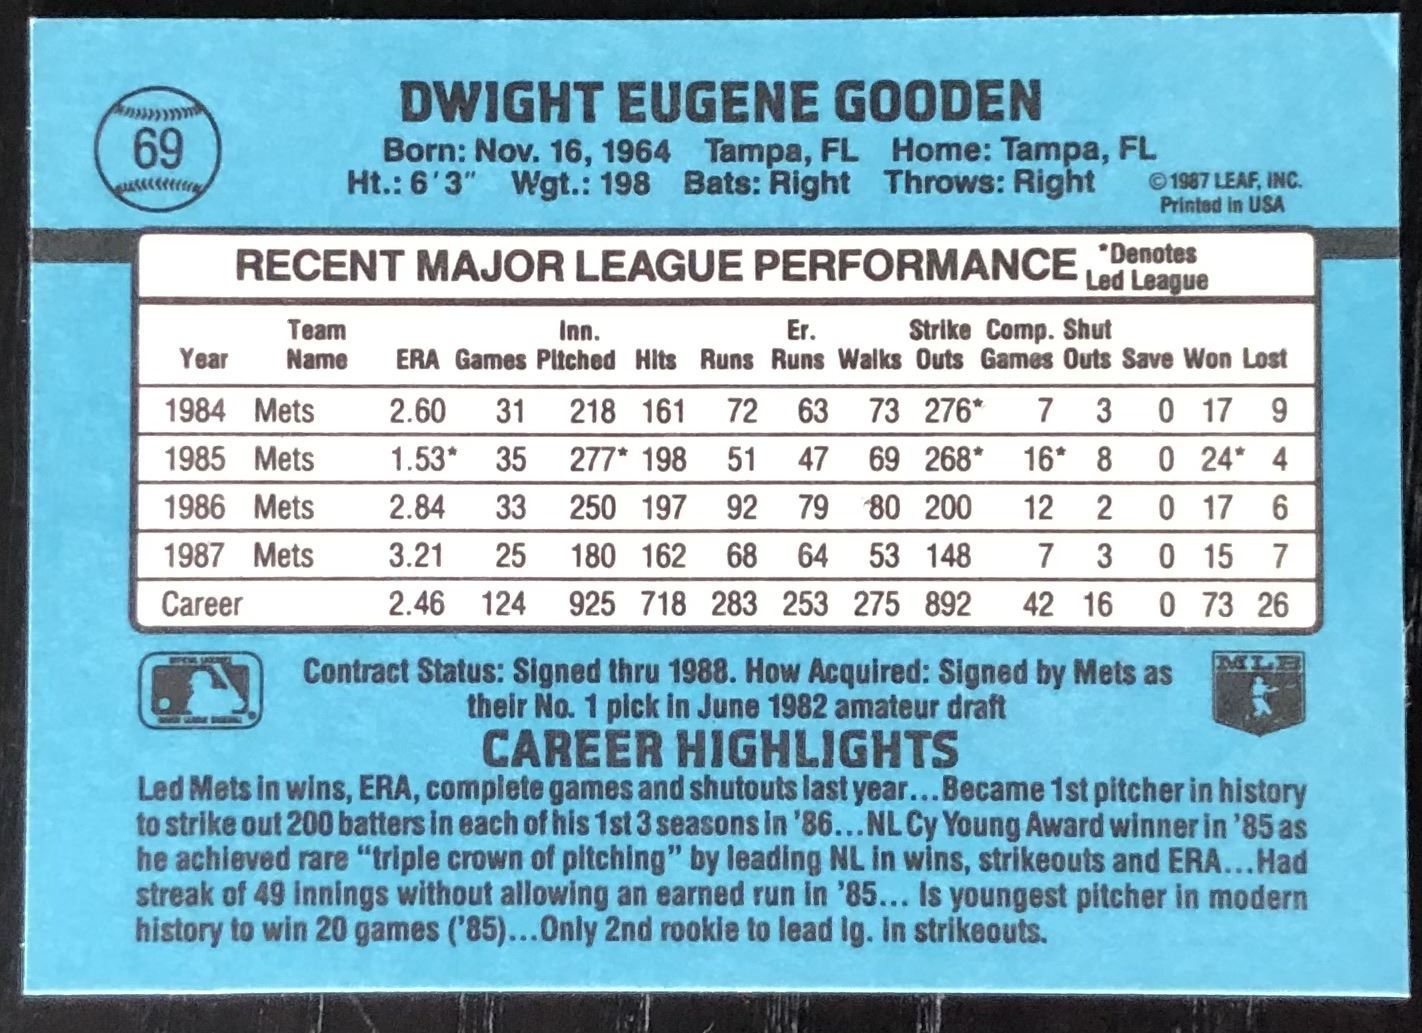 69
DWIGHT EUGENE GOODEN
Born: Nov. 16, 1964 Tampa, FL Home: Tampa, FL
Ht.: 6'3" Wgt.: 198 Bats: Right Throws: Right
©1987 LEAF, INC.
Printed in USA
RECENT MAJOR LEAGUE PERFORMANCE *Denotes
Led League
Team Inn. Er. Strike Comp. Shut
Year Name ERA Games Pitched Hits Runs Runs Walks Outs Games Outs Save Won Lost
1984 Mets 2.60 31 218 161 72 63 73 276* 7 3 0 17 9
1985 Mets 1.53* 35 277* 198 51 47 69 268* 16* 8 0 24* 4
1986 Mets 2.84 33 250 197 92 79 80 200 12 2 0 17 6
1987 Mets 3.21 25 180 162 68 64 53 148 7 3 0 15 7
Career 2.46 124 925 718 283 253 275 892 42 16 0 73 26
Contract Status: Signed thru 1988. How Acquired: Signed by Mets as
their No. 1 pick in June 1982 amateur draft
MLB
CAREER HIGHLIGHTS
Led Mets in wins, ERA, complete games and shutouts last year...Became 1st pitcher in history
to strike out 200 batters in each of his 1st 3 seasons in '86...NL Cy Young Award winner in '85 as
he achieved rare "triple crown of pitching" by leading NL in wins, strikeouts and ERA...Had
streak of 49 innings without allowing an earned run in '85... Is youngest pitcher in modern
history to win 20 games ('85)...Only 2nd rookie to lead lg. in strikeouts.